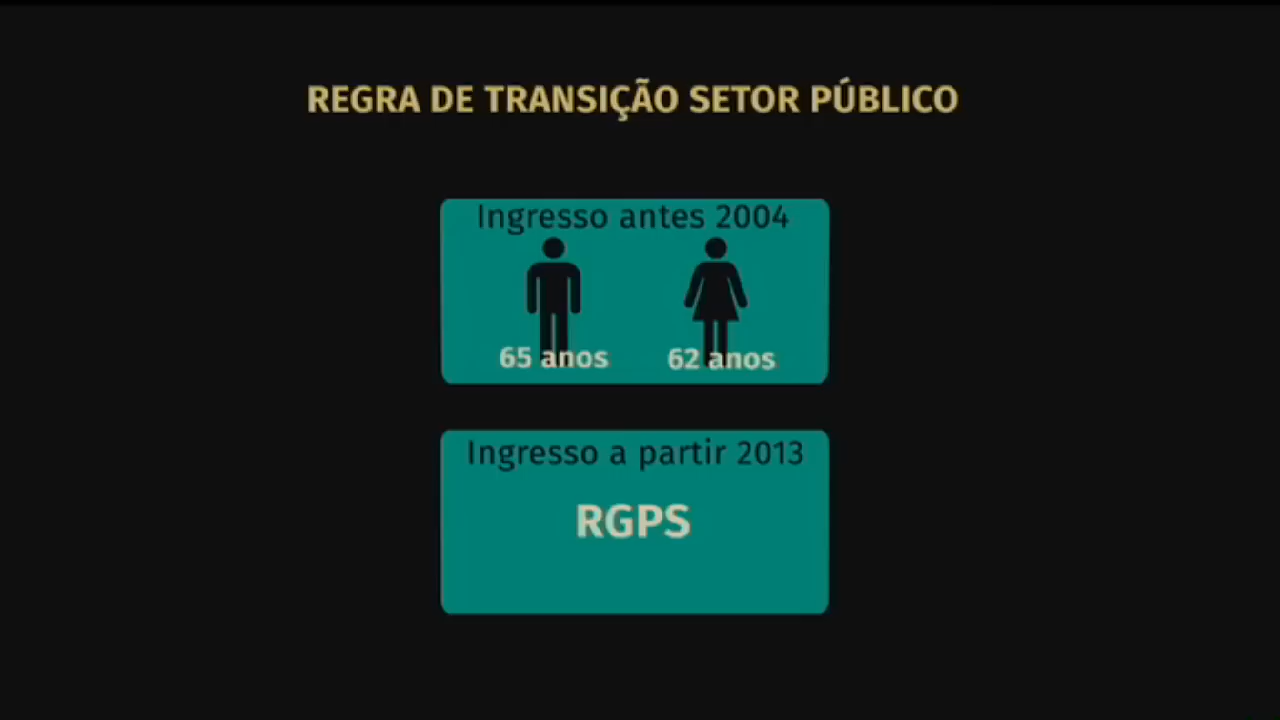 REGRA DE TRANSIÇÃO SETOR PÚBLICO
Ingresso antes 2004
65 anos 62 anos
Ingresso a partir 2013
RGPS